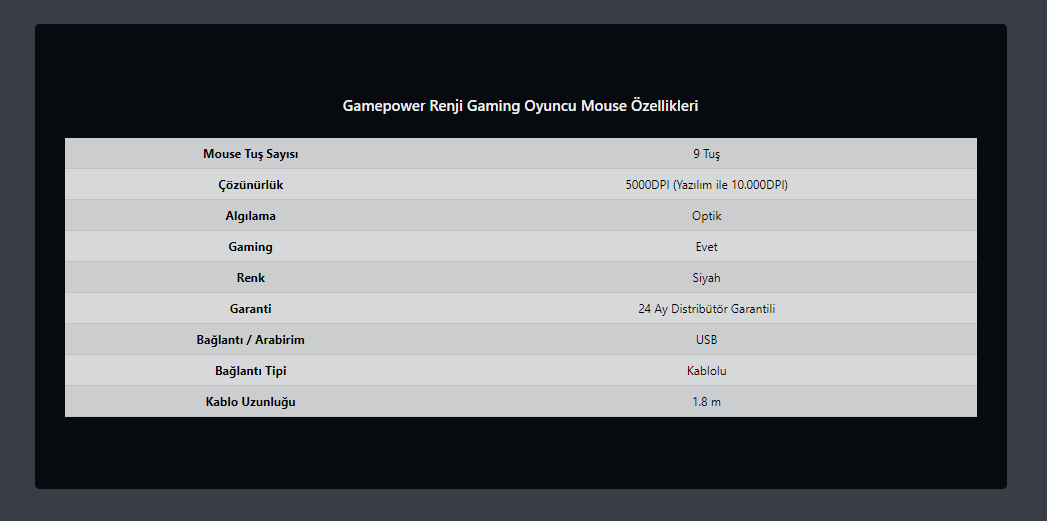 Gamepower Renji Gaming Oyuncu Mouse Özellikleri
Mouse Tuş Sayısı 9 Tuş
Çözünürlük 5000DPI (Yazılım ile 10.000DPI)
Algılama Optik
Gaming Evet
Renk Siyah
Garanti 24 Ay Distribütör Garantili
Bağlantı / Arabirim USB
Bağlantı Tipi Kablolu
Kablo Uzunluğu 1.8 m